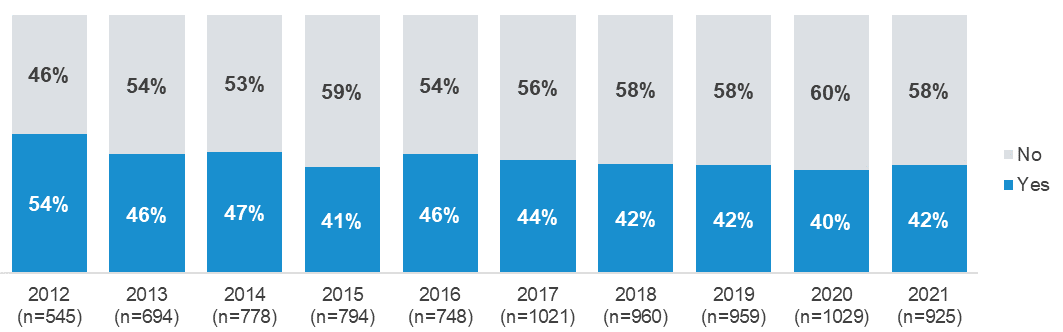 46% 54% 53% 59% 54% 56% 58% 58% 60% 58%
No
Yes
54% 46% 47% 41% 46% 44% 42% 42% 40% 42%
2012 2013 2014 2015 2016 2017 2018 2019 2020 2021
(n=545) (n=694) (n=778) (n=794) (n=748) (n=1021) (n=960) (n=959) (n=1029) (n=925)